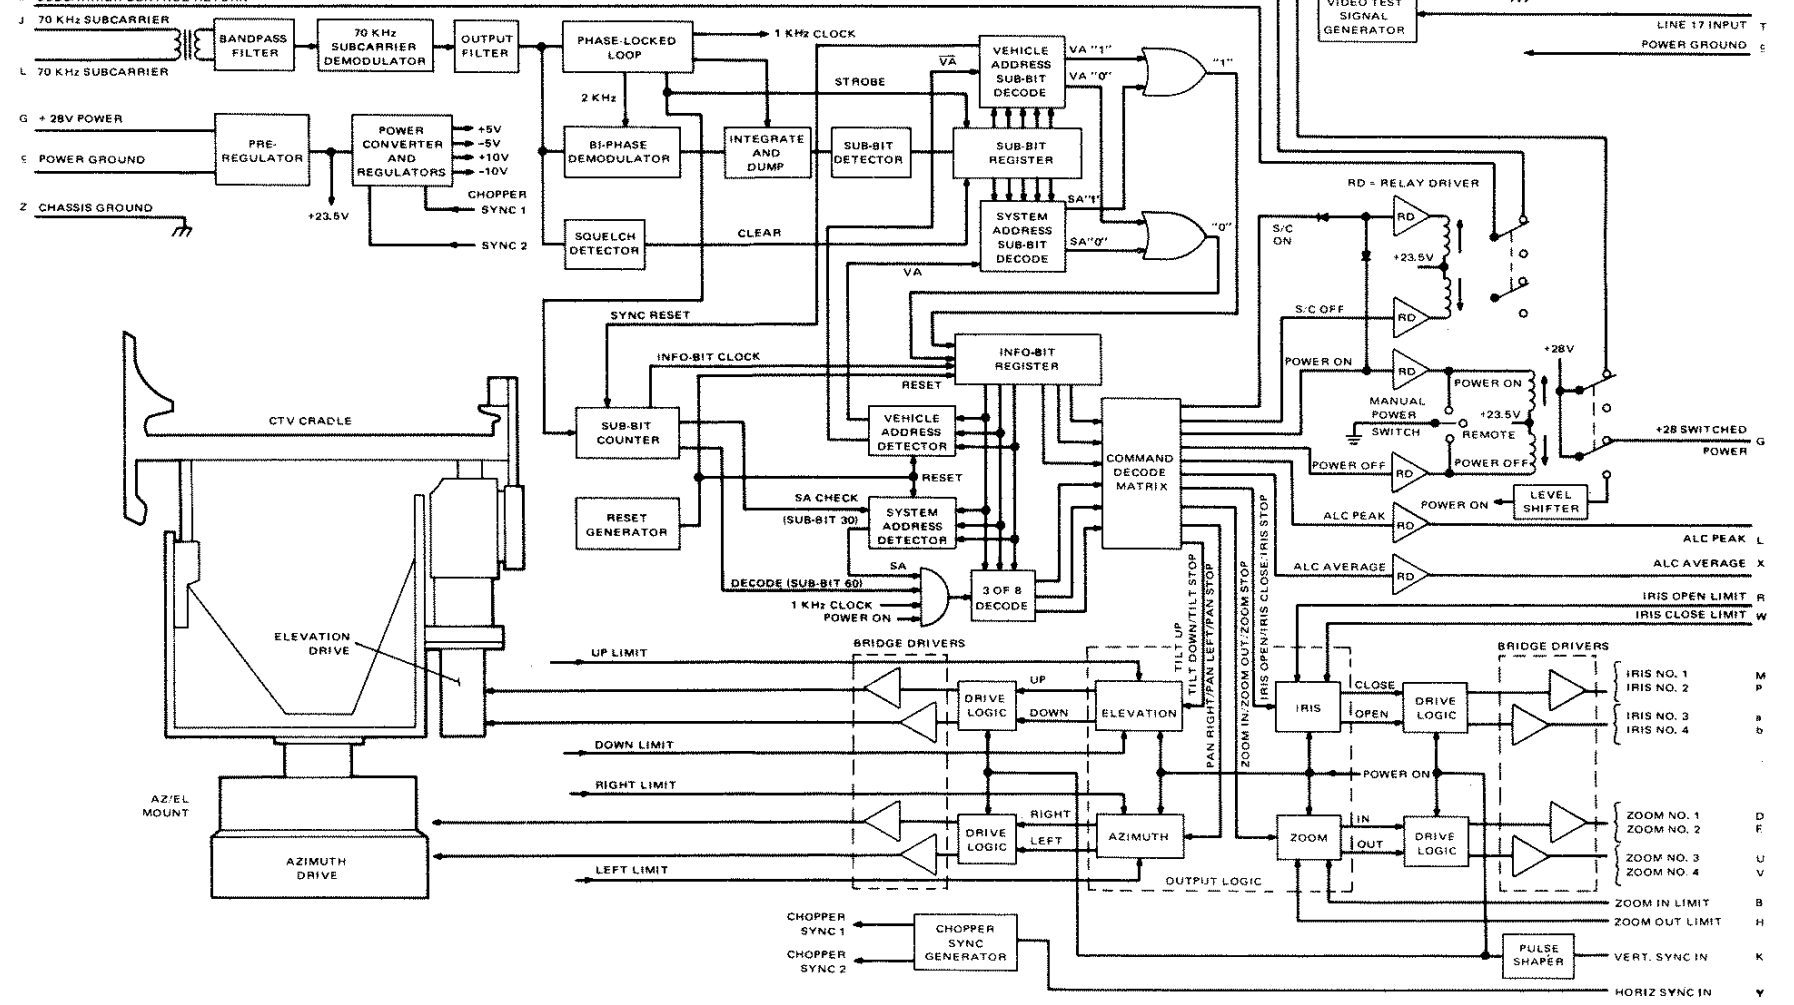 J 70 KHz SUBCARRIER
L 70 KHz SUBCARRIER
BANDPASS
FILTER
70 KHz
SUBCARRIER
DEMODULATOR
OUTPUT
FILTER
PHASE-LOCKED
LOOP
1 KHz CLOCK
2 KHz
STROBE
VA
VEHICLE
ADDRESS
SUB-BIT
DECODE
VA "1"
VA "0"
"1"
VIDEO TEST
SIGNAL
GENERATOR
LINE 17 INPUT T
POWER GROUND
G + 28V POWER
POWER GROUND
Z CHASSIS GROUND
PRE-
REGULATOR
+23.5V
POWER
CONVERTER
AND
REGULATORS
+5V
-5V
+10V
-10V
CHOPPER
SYNC 1
SYNC 2
BI-PHASE
DEMODULATOR
INTEGRATE
AND
DUMP
SUB-BIT
DETECTOR
SUB-BIT
REGISTER
SQUELCH
DETECTOR
CLEAR
SYSTEM
ADDRESS
SUB-BIT
DECODE
SA"1"
SA"0"
"0"
VA
RD = RELAY DRIVER
S/C
ON
RD
+23.5V
S/C OFF
RD
POWER ON
RD
POWER ON
MANUAL
POWER
SWITCH
+23.5V
REMOTE
POWER OFF
RD
POWER OFF
+28V
+28 SWITCHED
POWER G
LEVEL
SHIFTER
POWER ON
ALC PEAK
RD
ALC PEAK L
ALC AVERAGE
RD
ALC AVERAGE X
IRIS OPEN LIMIT R
IRIS CLOSE LIMIT W
SYNC RESET
INFO-BIT CLOCK
RESET
INFO-BIT
REGISTER
SUB-BIT
COUNTER
VEHICLE
ADDRESS
DETECTOR
RESET
COMMAND
DECODE
MATRIX
RESET
GENERATOR
SA CHECK
(SUB-BIT 30)
SYSTEM
ADDRESS
DETECTOR
SA
DECODE (SUB-BIT 60)
1 KHz CLOCK
POWER ON
3 OF 8
DECODE
CTV CRADLE
ELEVATION
DRIVE
AZ/EL
MOUNT
AZIMUTH
DRIVE
TILT UP
TILT DOWN/TILT STOP
PAN RIGHT/PAN LEFT/PAN STOP
ZOOM IN/ZOOM OUT/ZOOM STOP
IRIS OPEN/IRIS CLOSE/IRIS STOP
BRIDGE DRIVERS
UP LIMIT
DRIVE
LOGIC
UP
DOWN
ELEVATION
DOWN LIMIT
RIGHT LIMIT
DRIVE
LOGIC
RIGHT
LEFT
AZIMUTH
LEFT LIMIT
OUTPUT LOGIC
IRIS
CLOSE
OPEN
DRIVE
LOGIC
POWER ON
ZOOM
IN
OUT
DRIVE
LOGIC
BRIDGE DRIVERS
IRIS NO. 1 M
IRIS NO. 2 P
IRIS NO. 3 a
IRIS NO. 4 b
ZOOM NO. 1 D
ZOOM NO. 2
ZOOM NO. 3 U
ZOOM NO. 4 V
ZOOM IN LIMIT B
ZOOM OUT LIMIT H
CHOPPER
SYNC 1
CHOPPER
SYNC 2
CHOPPER
SYNC
GENERATOR
PULSE
SHAPER
VERT. SYNC IN K
HORIZ SYNC IN Y